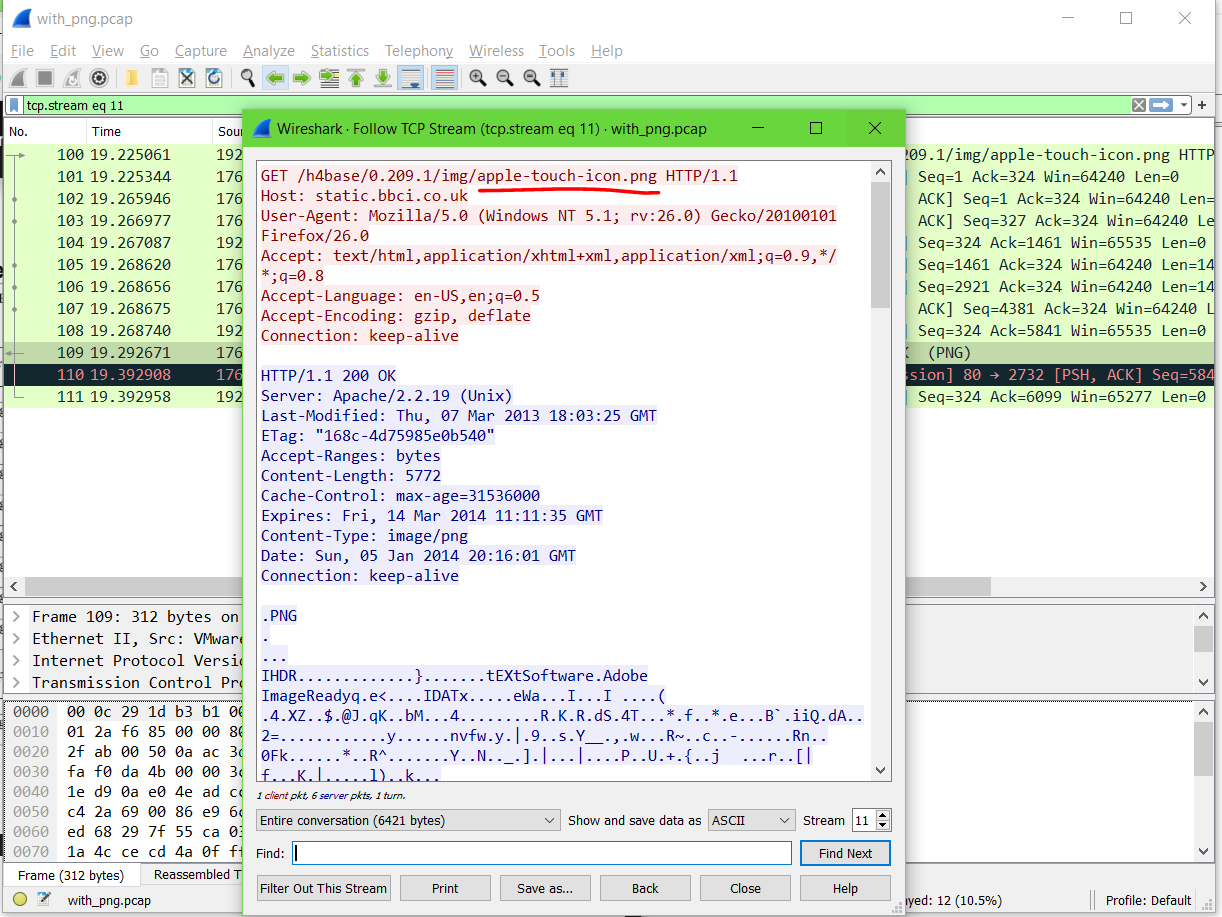 with_png.pcap
File Edit View Go Capture Analyze Statistics Telephony Wireless Tools Help
tcp.stream eq 11
No. Time Sou
100 19.225061 192 209.1/img/apple-touch-icon.png HTTP
101 19.225344 176 Seq=1 Ack=324 Win=64240 Len=0
102 19.265946 176 ACK] Seq=1 Ack=324 Win=64240 Len=
103 19.266977 176 ACK] Seq=327 Ack=324 Win=64240 Le
104 19.267087 192 Seq=324 Ack=1461 Win=65535 Len=0
105 19.268620 176 Seq=1461 Ack=324 Win=64240 Len=14
106 19.268656 176 Seq=2921 Ack=324 Win=64240 Len=14
107 19.268675 176 ACK] Seq=4381 Ack=324 Win=64240 L
108 19.268740 192 Seq=324 Ack=5841 Win=65535 Len=0
109 19.292671 176 (PNG)
110 19.392908 176 ssion] 80 → 2732 [PSH, ACK] Seq=584
111 19.392958 192 Seq=324 Ack=6099 Win=65277 Len=0
Wireshark · Follow TCP Stream (tcp.stream eq 11) · with_png.pcap
GET /h4base/0.209.1/img/apple-touch-icon.png HTTP/1.1
Host: static.bbci.co.uk
User-Agent: Mozilla/5.0 (Windows NT 5.1; rv:26.0) Gecko/20100101
Firefox/26.0
Accept: text/html,application/xhtml+xml,application/xml;q=0.9,*/
*;q=0.8
Accept-Language: en-US,en;q=0.5
Accept-Encoding: gzip, deflate
Connection: keep-alive
HTTP/1.1 200 OK
Server: Apache/2.2.19 (Unix)
Last-Modified: Thu, 07 Mar 2013 18:03:25 GMT
ETag: "168c-4d75985e0b540"
Accept-Ranges: bytes
Content-Length: 5772
Cache-Control: max-age=31536000
Expires: Fri, 14 Mar 2014 11:11:35 GMT
Content-Type: image/png
Date: Sun, 05 Jan 2014 20:16:01 GMT
Connection: keep-alive
.PNG
.
...
IHDR.............}.......tEXtSoftware.Adobe
ImageReadyq.e<....IDATx.....eWa...I...I ....(
.4.XZ..$.@J.qK..bM...4.........R.K.R.dS.4T...*.f..*.e...B`.iiQ.dA..
2=............y......nvfw.y.|.9..s.Y__.,.w...R~..c..-......Rn..
0Fk......*..R^.......Y..N.._.].|...|....P..U.+.{..j ...r..[|
f...K.|.....l)..k...
1 client pkt, 6 server pkts, 1 turn.
Entire conversation (6421 bytes) Show and save data as ASCII Stream 11
Find: Find Next
Filter Out This Stream Print Save as... Back Close Help
Frame 109: 312 bytes on
Ethernet II, Src: VMware
Internet Protocol Versio
Transmission Control Pro
0000 00 0c 29 1d b3 b1 00
0010 01 2a f6 85 00 00 80
0020 2f ab 00 50 0a ac 3c
0030 fa f0 da 4b 00 00 3c
0040 1e d9 0a e0 4e ad cc
0050 c4 2a 69 00 86 e9 6c
0060 ed 68 29 7f 55 ca 03
0070 1a 4c ce cd 4a 0f ff
Frame (312 bytes) Reassembled T
with_png.pcap yed: 12 (10.5%) Profile: Default